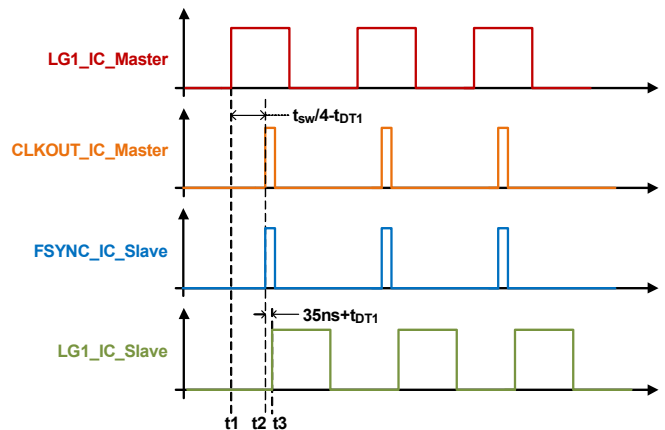 LG1_IC_Master
tsw/4-tDT1
CLKOUT_IC_Master
FSYNC_IC_Slave
35ns+tDT1
LG1_IC_Slave
t1 t2 t3